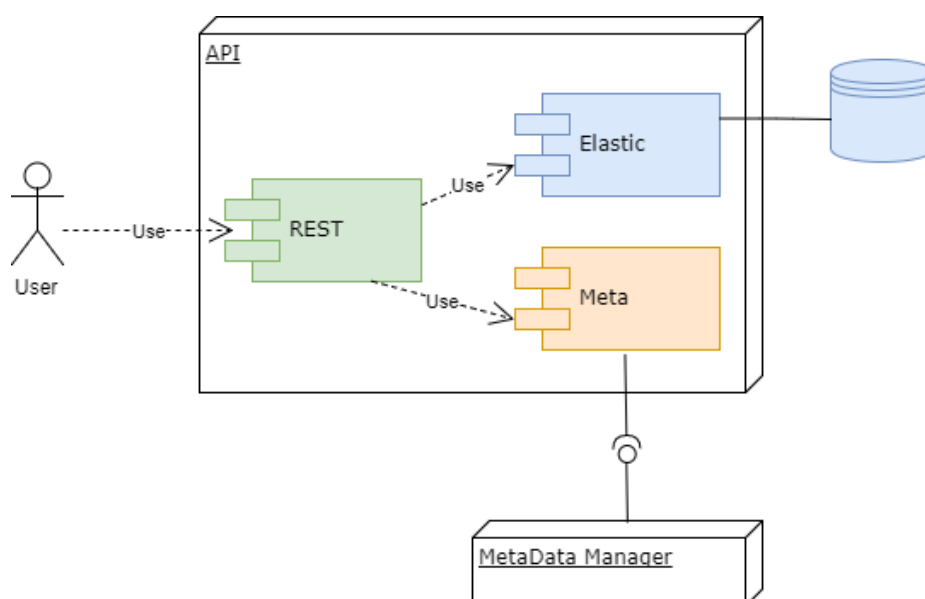 API
Elastic
Use
REST
Use
User
Use
Meta
MetaData Manager